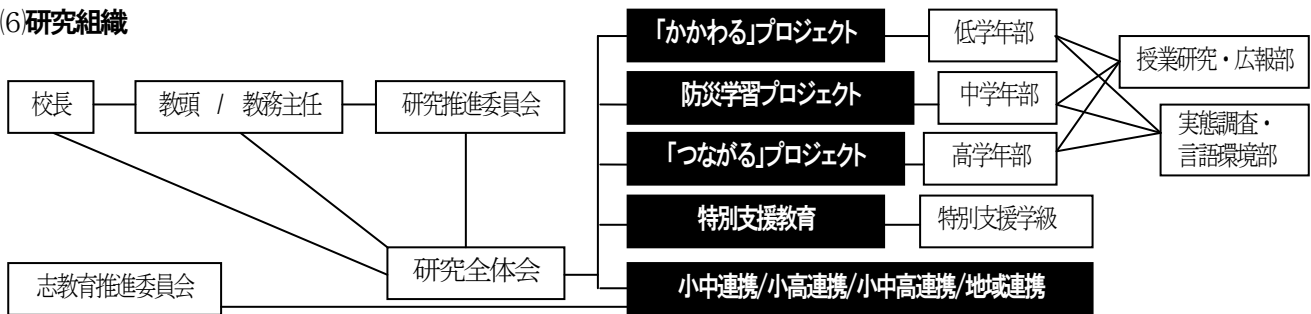 (6)研究組織
「かかわる」プロジェクト
低学年部
授業研究・広報部
校長
教頭 / 教務主任
研究推進委員会
防災学習プロジェクト
中学年部
実態調査・
言語環境部
「つながる」プロジェクト
高学年部
特別支援教育
特別支援学級
研究全体会
志教育推進委員会
小中連携/小高連携/小中高連携/地域連携